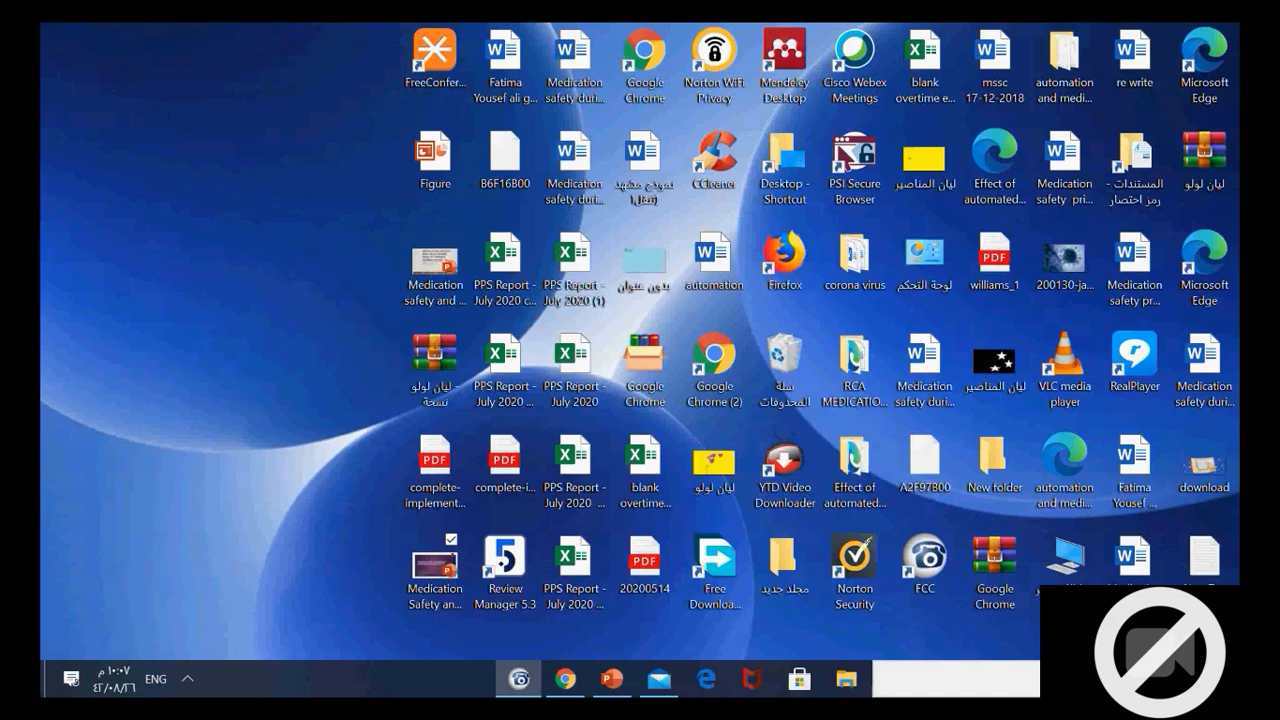 FreeConfer...
Fatima
Yousef ali g...
Medication
safety duri...
Google
Chrome
Norton WiFi
Privacy
Mendeley
Desktop
Cisco Webex
Meetings
blank
overtime e...
mssc
17-12-2018
automation
and medi...
re write
Microsoft
Edge
Figure
B6F16B00
Medication
safety duri...
نموذج مشهد
(تنقل١
CCleaner
Desktop -
Shortcut
PSI Secure
Browser
ليان المناصير
Effect of
automated...
Medication
safety pri...
المستندات -
رمز اختصار
ليان لولو
Medication
safety and ...
PPS Report -
July 2020 c...
PPS Report -
July 2020 (1)
بدون عنوان
automation
Firefox
corona virus
لوحة التحكم
williams_1
200130-ja...
Medication
safety pr...
Microsoft
Edge
ليان لولو -
نسخة
PPS Report -
July 2020 ...
PPS Report -
July 2020
Google
Chrome
Google
Chrome (2)
سلة
المحذوفات
RCA
MEDICATIO...
Medication
safety duri...
ليان المناصير
VLC media
player
RealPlayer
Medication
safety duri...
PDF
complete-
implement...
PDF
complete-i...
PPS Report -
July 2020 ...
blank
overtime...
ليان لولو
YTD Video
Downloader
Effect of
automated...
A2F97B00
New folder
automation
and medi...
Fatima
Yousef ...
download
Medication
Safety an...
Review
Manager 5.3
PPS Report -
July 2020 ...
PDF
20200514
Free
Downloa...
مجلد جديد
Norton
Security
FCC
Google
Chrome
١٠:٠٧ م
٤٢/٠٨/٢٦
ENG